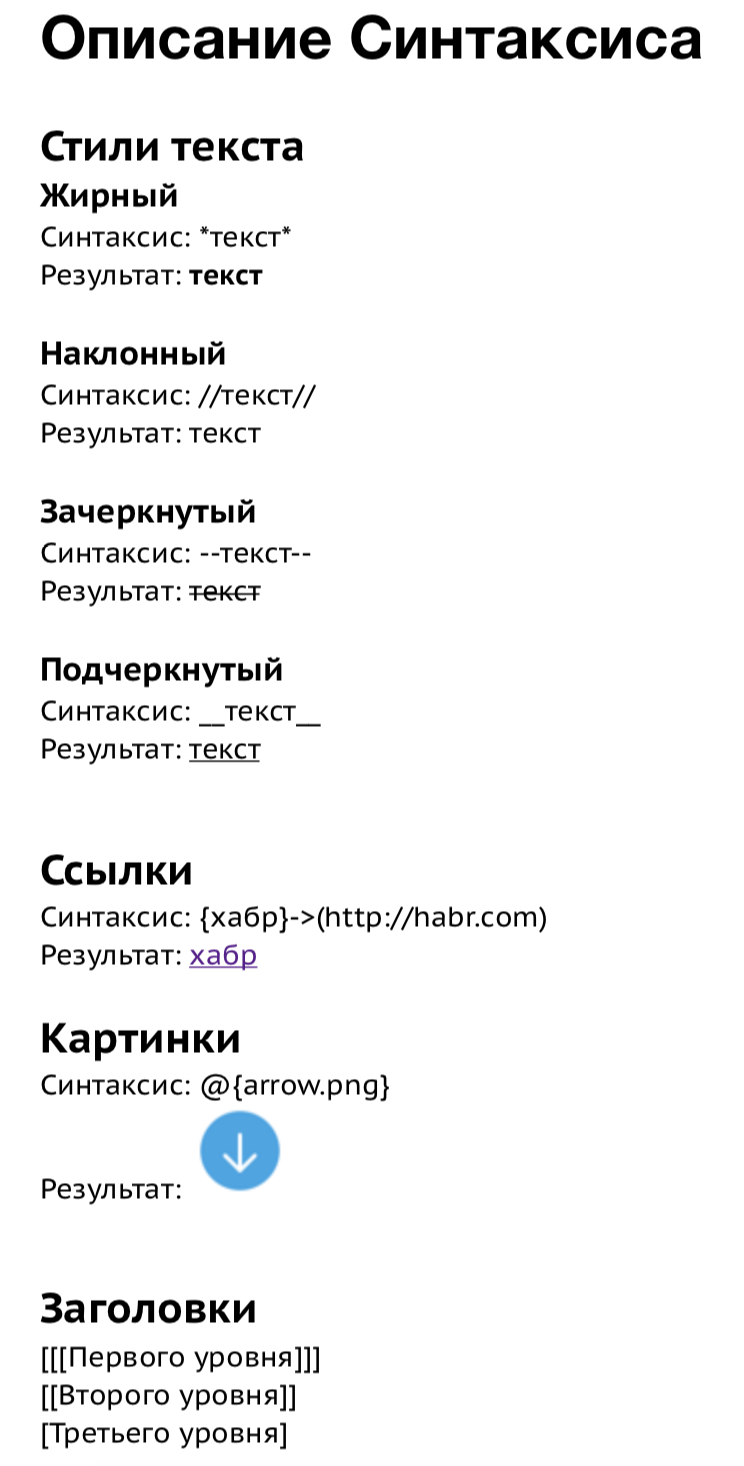 Описание Синтаксиса
Стили текста
Жирный
Синтаксис: *текст*
Результат: текст
Наклонный
Синтаксис: //текст//
Результат: текст
Зачеркнутый
Синтаксис: --текст--
Результат: текст
Подчеркнутый
Синтаксис: __текст__
Результат: текст
Ссылки
Синтаксис: {хабр}->(http://habr.com)
Результат: хабр
Картинки
Синтаксис: @{arrow.png}
Результат:
Заголовки
[[[Первого уровня]]]
[[Второго уровня]]
[Третьего уровня]